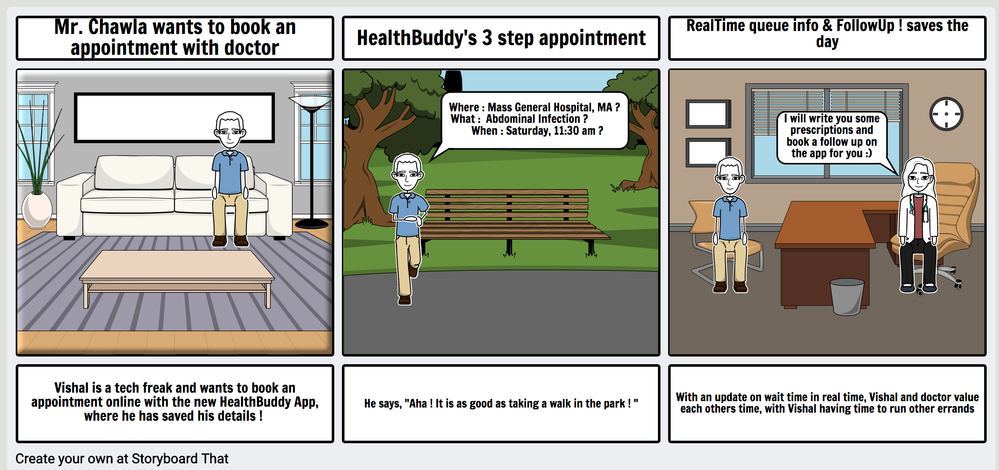 Mr. Chawla wants to book an
appointment with doctor
HealthBuddy's 3 step appointment
RealTime queue info & FollowUp ! saves the
day
Where : Mass General Hospital, MA ?
What :  Abdominal Infection ?
When : Saturday, 11:30 am ?
I will write you some
prescriptions and
book a follow up on
the app for you :)
Vishal is a tech freak and wants to book an
appointment online with the new HealthBuddy App,
where he has saved his details !
He says, "Aha ! It is as good as taking a walk in the park ! "
With an update on wait time in real time, Vishal and doctor value
each others time, with Vishal having time to run other errands
Create your own at Storyboard That